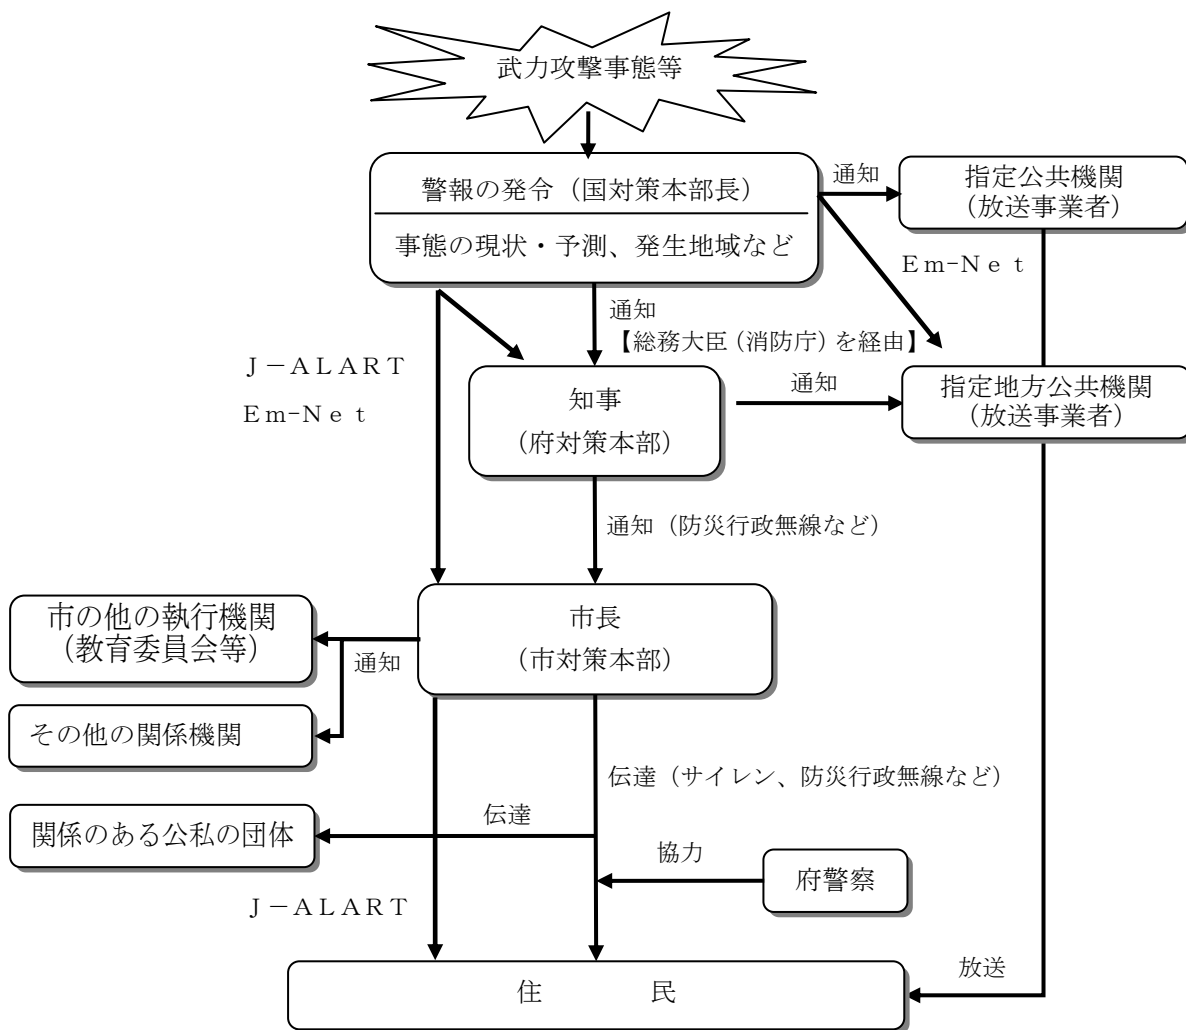 武力攻撃事態等
警報の発令（国対策本部長）
事態の現状・予測、発生地域など
通知
指定公共機関
（放送事業者）
Ｅm-Ｎｅｔ
通知
【総務大臣（消防庁）を経由】
Ｊ－ＡＬＡＲＴ
Ｅm-Ｎｅｔ
知事
（府対策本部）
通知
指定地方公共機関
（放送事業者）
通知（防災行政無線など）
市長
（市対策本部）
市の他の執行機関
（教育委員会等）
通知
その他の関係機関
伝達（サイレン、防災行政無線など）
関係のある公私の団体
伝達
協力
府警察
Ｊ－ＡＬＡＲＴ
放送
住　　　民